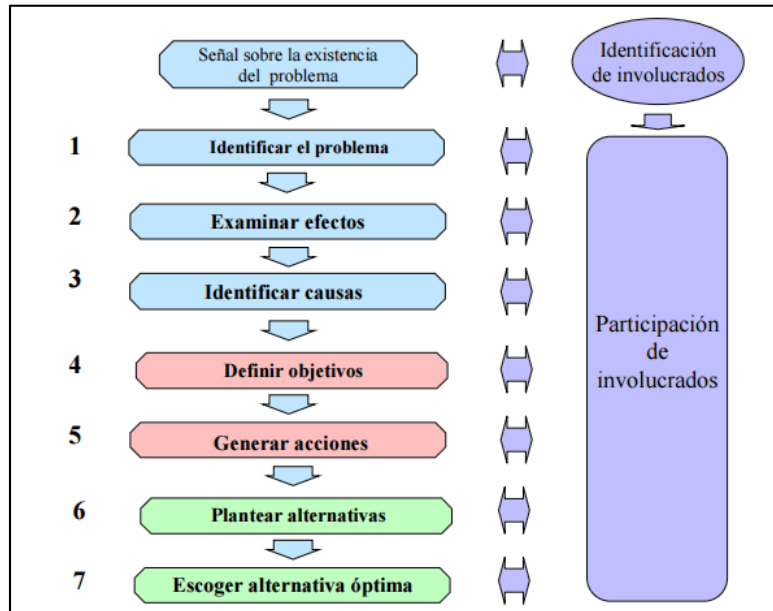 Señal sobre la existencia
del problema
Identificación
de involucrados
1
Identificar el problema
2
Examinar efectos
3
Identificar causas
4
Definir objetivos
5
Generar acciones
6
Plantear alternativas
7
Escoger alternativa óptima
Participación
de
involucrados